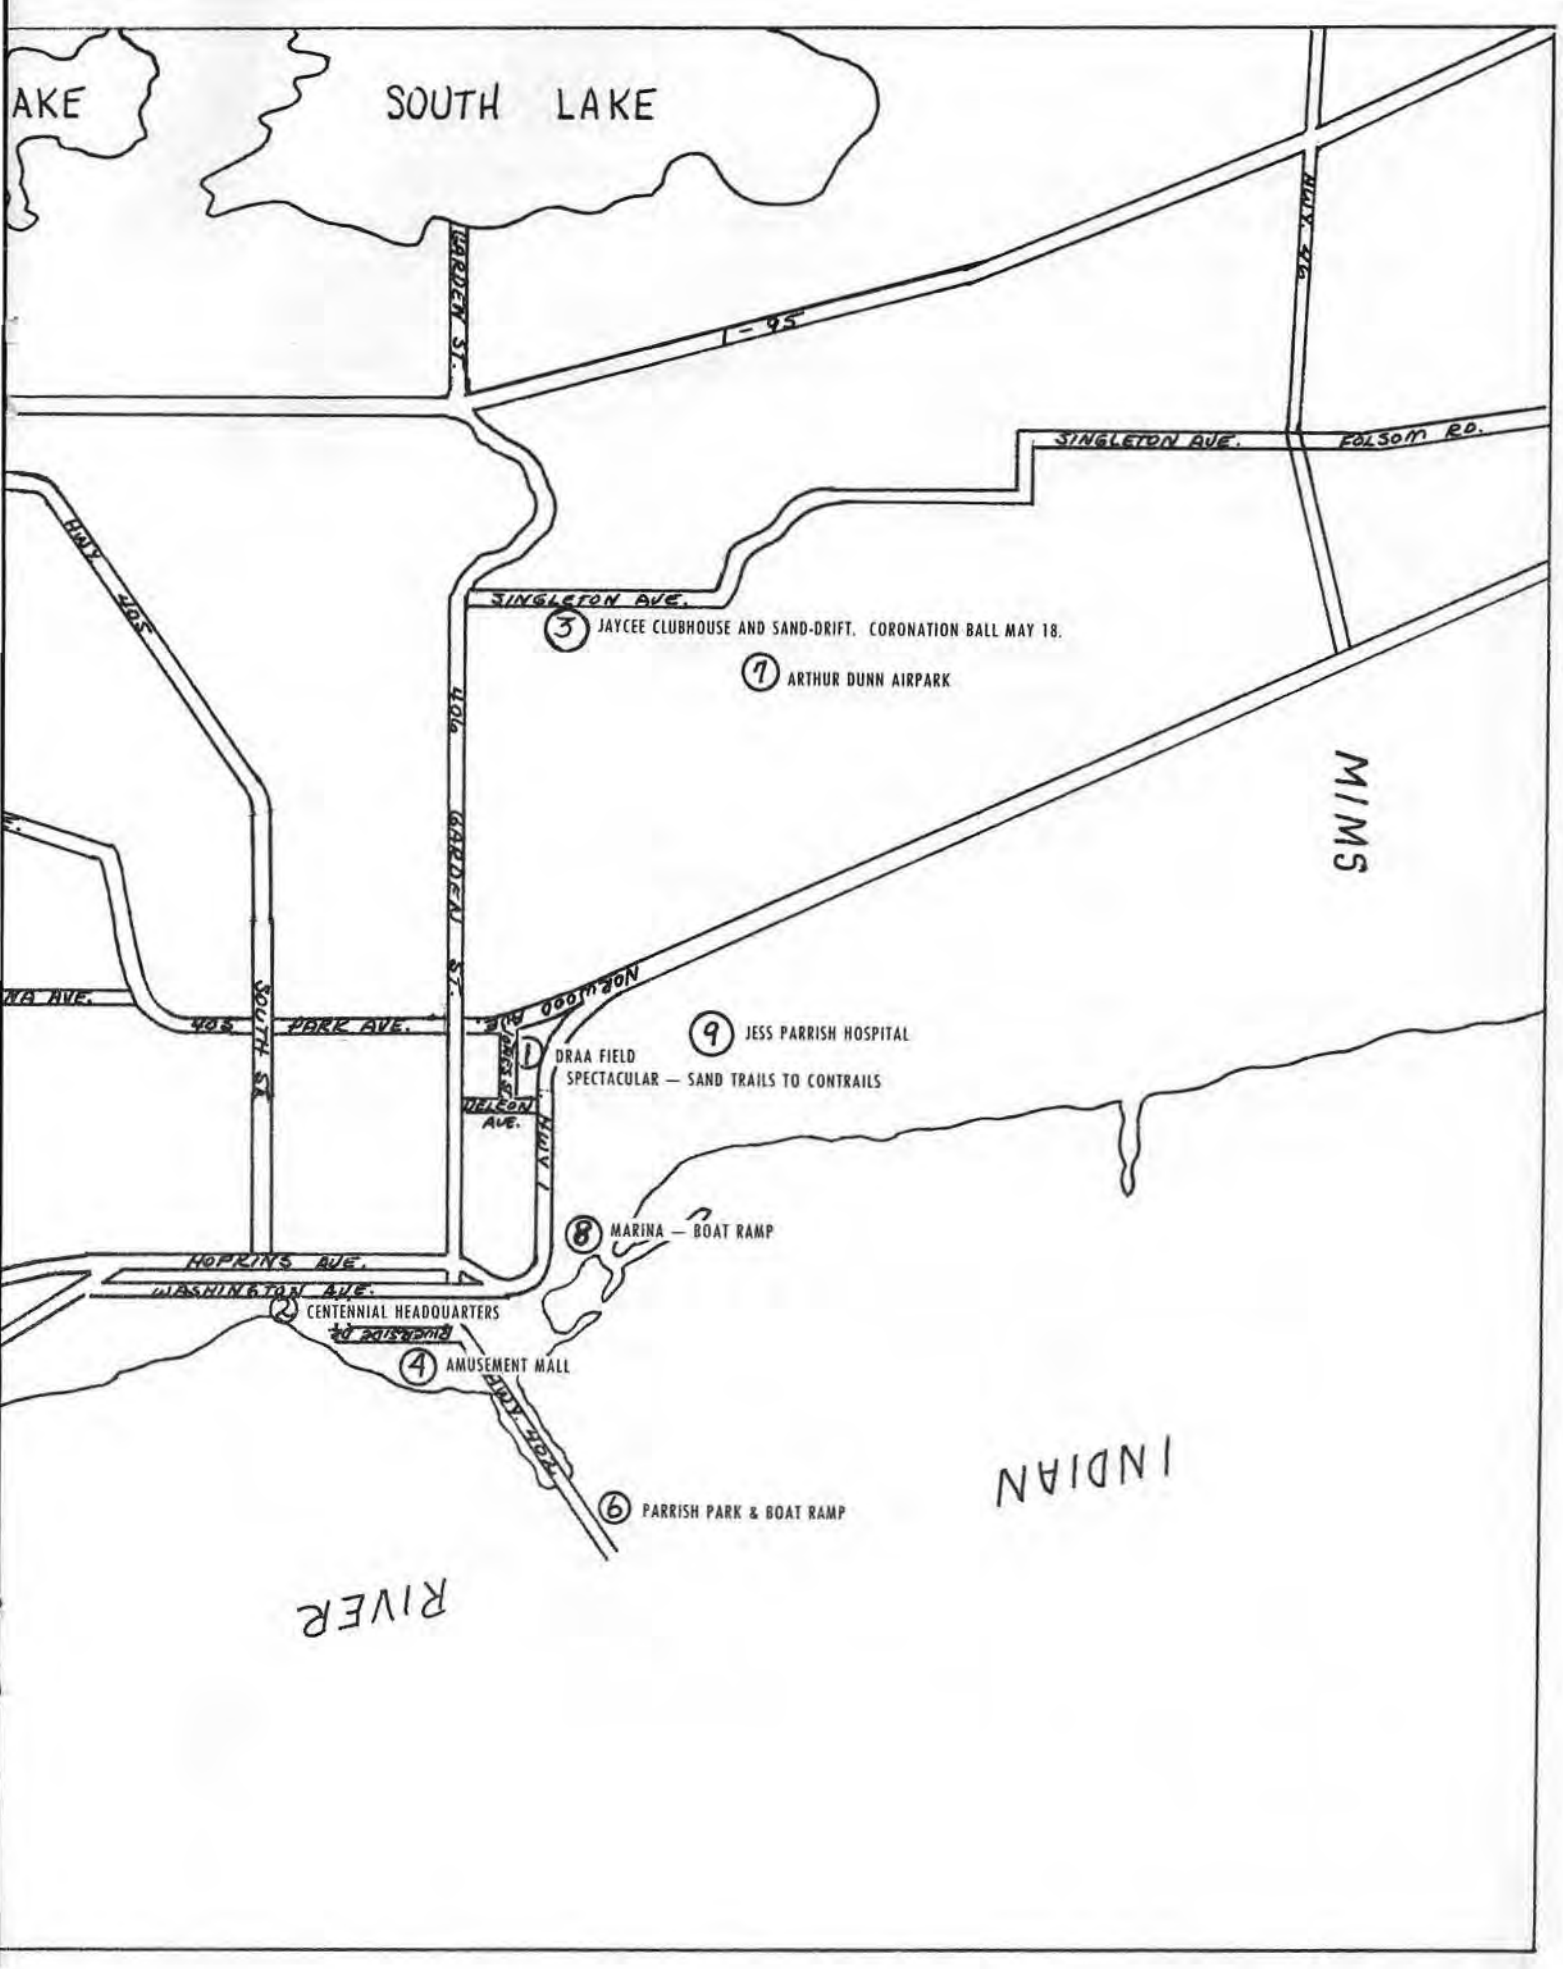 AKE
SOUTH LAKE
GARDEN ST.
HWY. 46
I-95
SINGLETON AVE.
FOLSOM RD.
HWY 405
SINGLETON AVE.
3 JAYCEE CLUBHOUSE AND SAND-DRIFT. CORONATION BALL MAY 18.
7 ARTHUR DUNN AIRPARK
406 GARDEN ST.
MIMS
NORWOOD AVE.
NA AVE.
405 PARK AVE.
SOUTH ST.
JONES ST.
9 JESS PARRISH HOSPITAL
1 DRAA FIELD
SPECTACULAR — SAND TRAILS TO CONTRAILS
DELEON
AVE.
HWY 1
8 MARINA — BOAT RAMP
HOPKINS AVE.
WASHINGTON AVE.
2 CENTENNIAL HEADQUARTERS
RIVERSIDE DR.
4 AMUSEMENT MALL
HWY. 402
6 PARRISH PARK & BOAT RAMP
INDIAN
RIVER